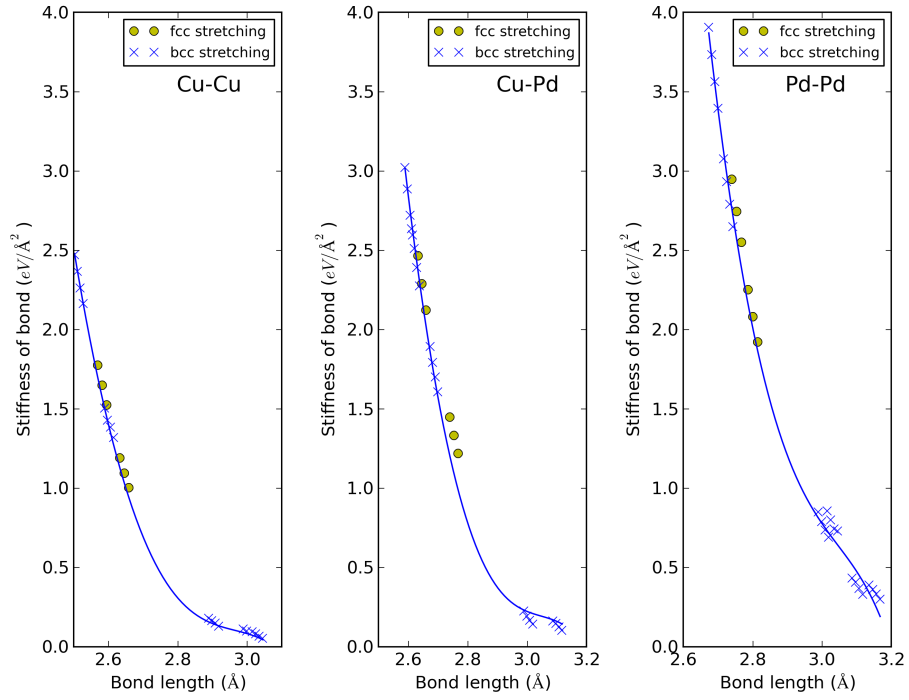 4.0
3.5
3.0
2.5
2.0
1.5
1.0
0.5
0.0
Stiffness of bond (eV/Å²)
fcc stretching
bcc stretching
Cu-Cu
2.5 2.6 2.7 2.8 2.9 3.0
Bond length (Å)
4.0
3.5
3.0
2.5
2.0
1.5
1.0
0.5
0.0
Stiffness of bond (eV/Å²)
fcc stretching
bcc stretching
Cu-Pd
2.6 2.8 3.0 3.2
Bond length (Å)
4.0
3.5
3.0
2.5
2.0
1.5
1.0
0.5
0.0
Stiffness of bond (eV/Å²)
fcc stretching
bcc stretching
Pd-Pd
2.6 2.8 3.0 3.2
Bond length (Å)